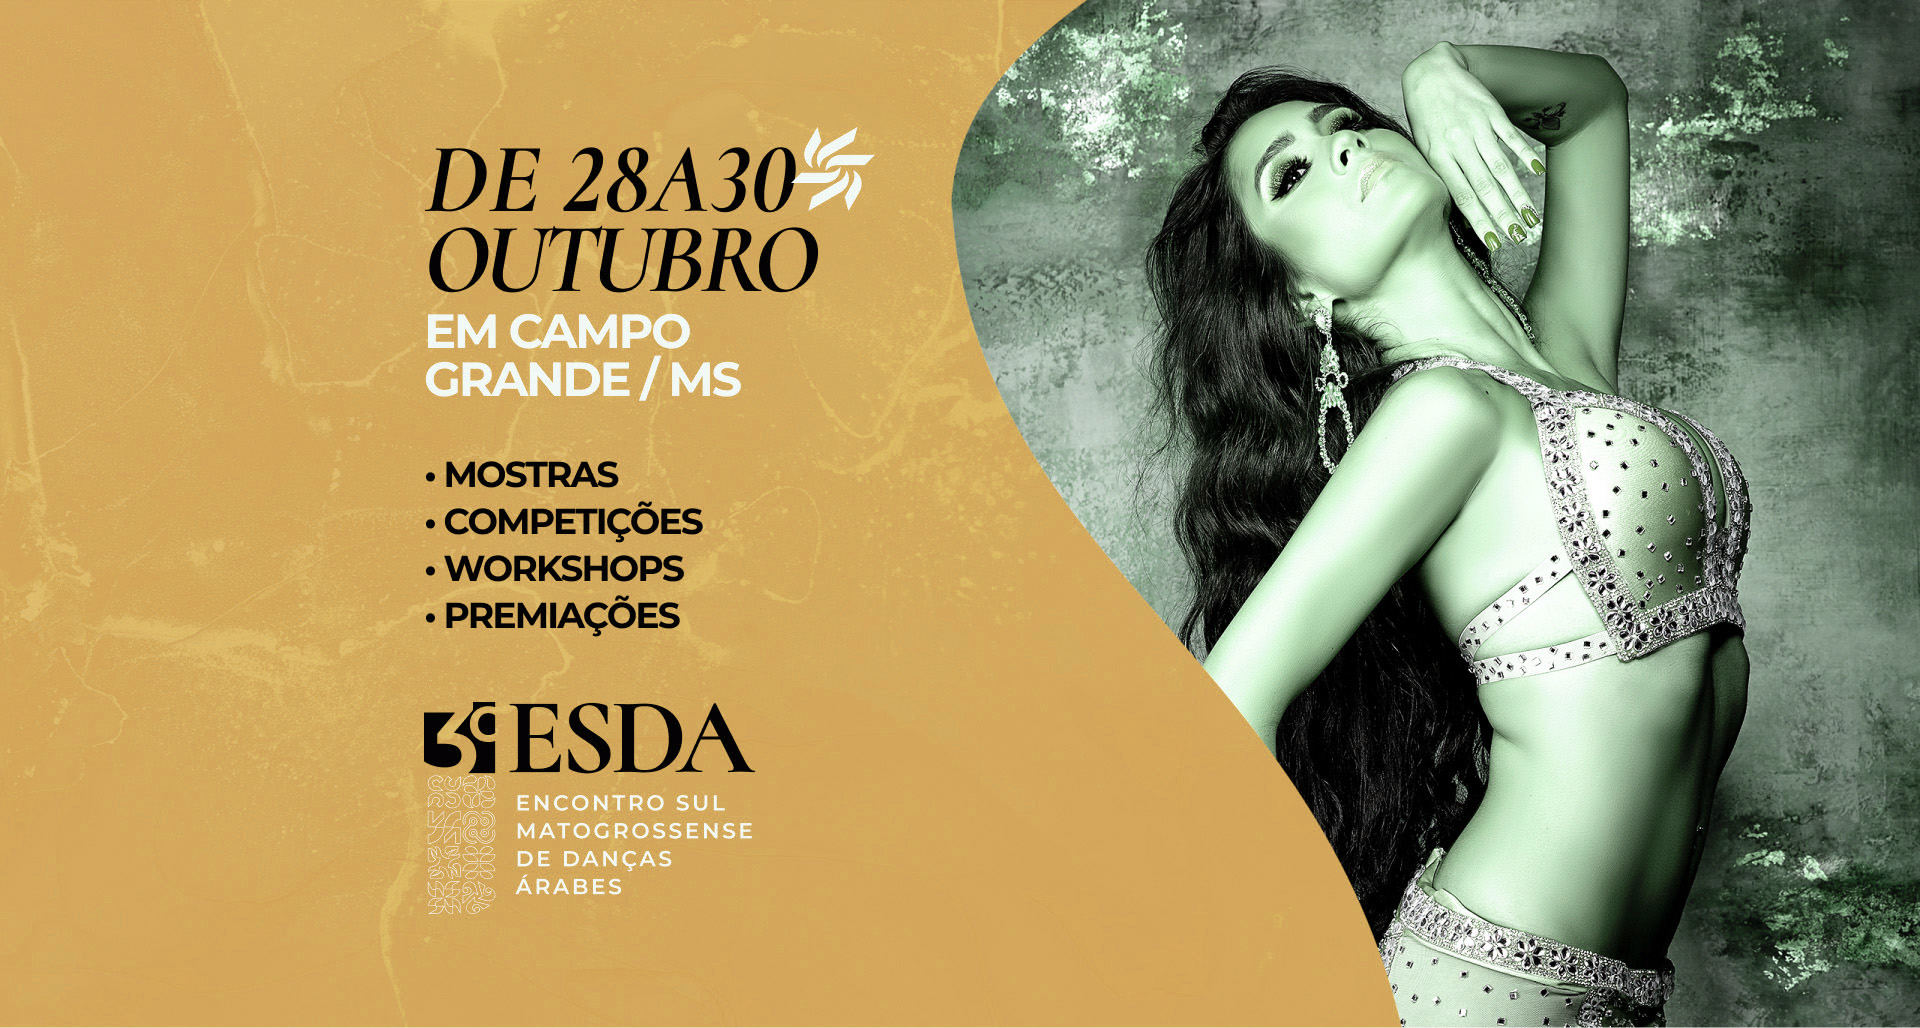 DE 28A30
OUTUBRO
EM CAMPO
GRANDE / MS
• MOSTRAS
• COMPETIÇÕES
• WORKSHOPS
• PREMIAÇÕES
3º ESDA
ENCONTRO SUL
MATOGROSSENSE
DE DANÇAS
ÁRABES